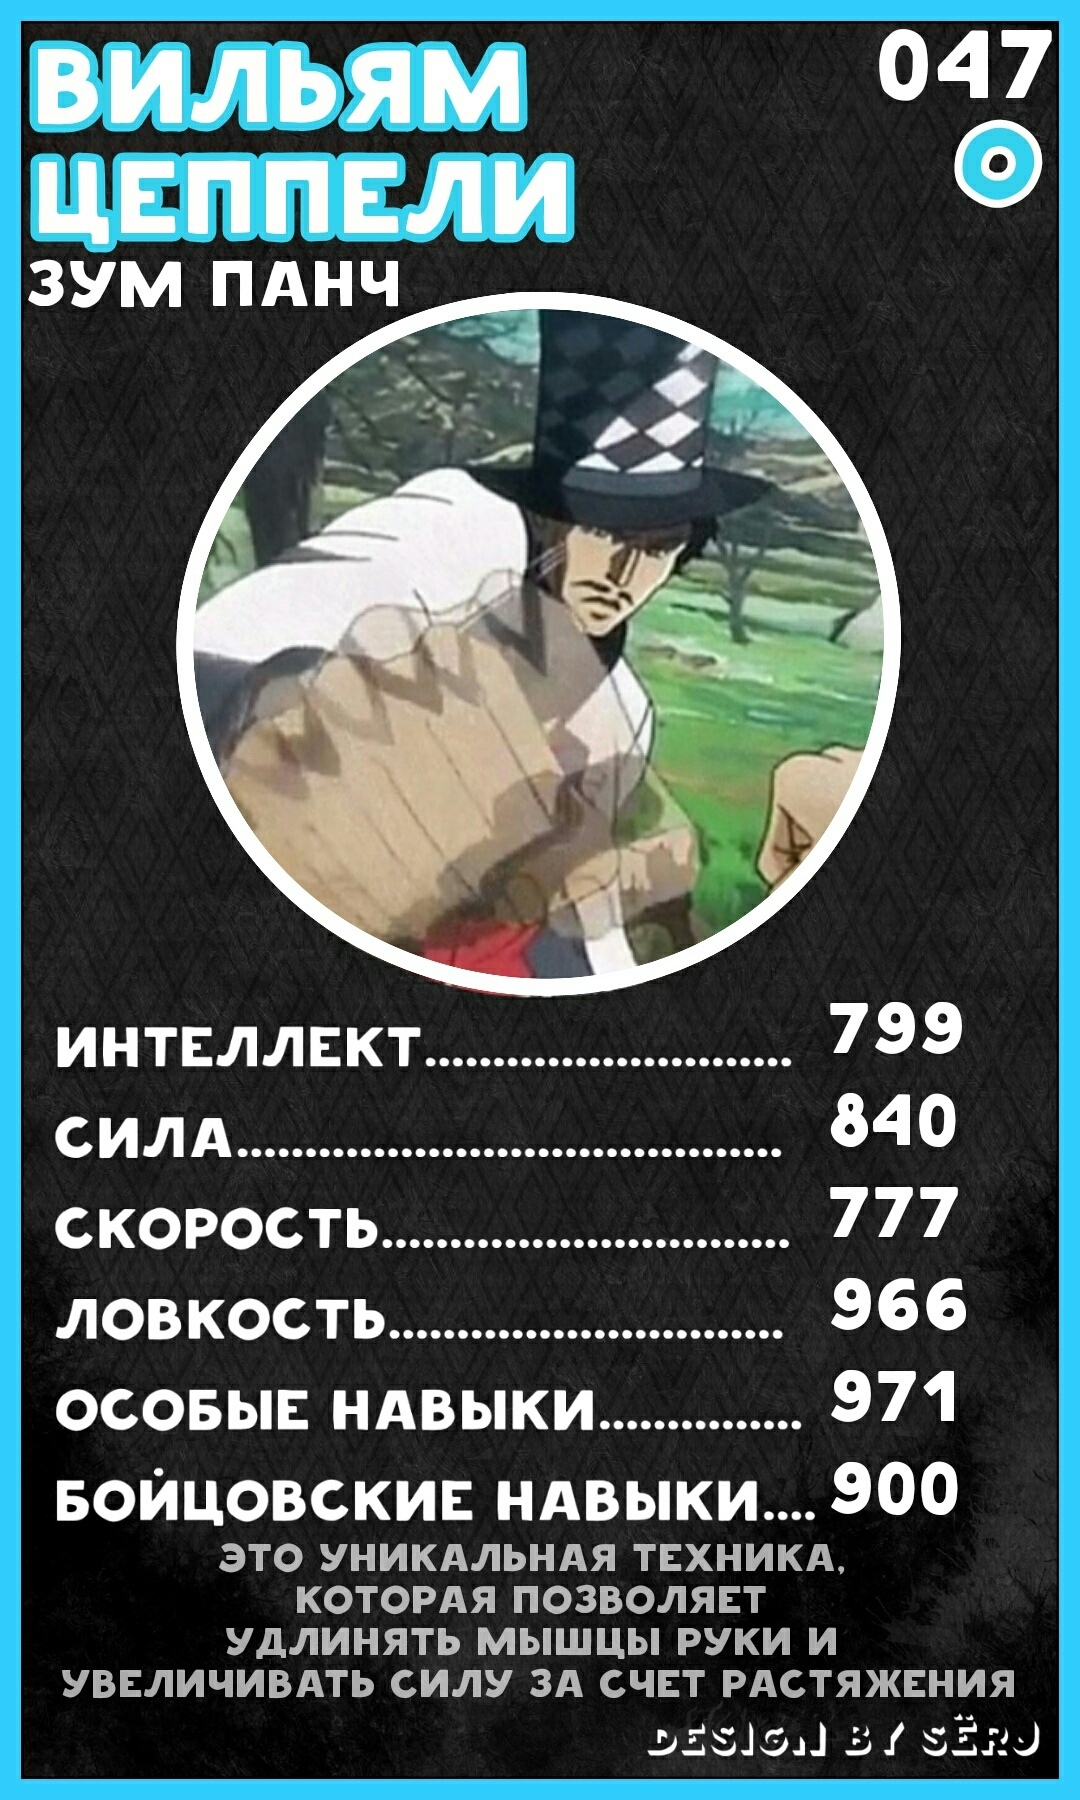 ВИЛЬЯМ
047
ЦЕППЕЛИ
О
ЗУМ ПАНЧ
ИНТЕЛЛЕКТ........................... 799
СИЛА........................................ 840
СКОРОСТЬ.............................. 777
ЛОВКОСТЬ............................. 966
ОСОБЫЕ НАВЫКИ............... 971
БОЙЦОВСКИЕ НАВЫКИ.... 900
ЭТО УНИКАЛЬНАЯ ТЕХНИКА,
КОТОРАЯ ПОЗВОЛЯЕТ
УДЛИНЯТЬ МЫШЦЫ РУКИ И
УВЕЛИЧИВАТЬ СИЛУ ЗА СЧЕТ РАСТЯЖЕНИЯ
DESIGN BY SЁRJ